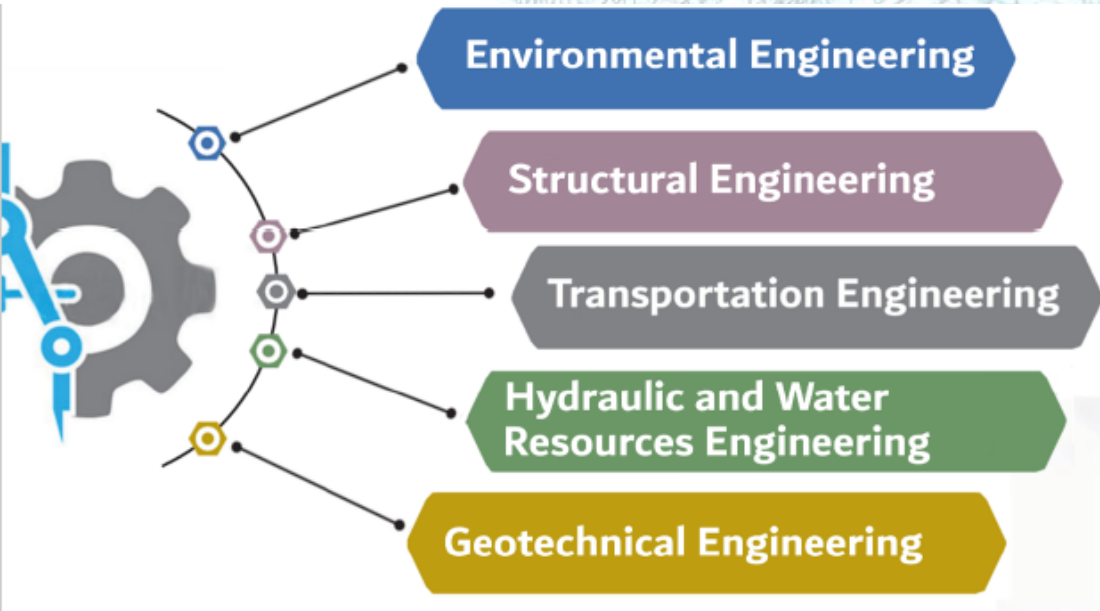 Environmental Engineering
Structural Engineering
Transportation Engineering
Hydraulic and Water
Resources Engineering
Geotechnical Engineering